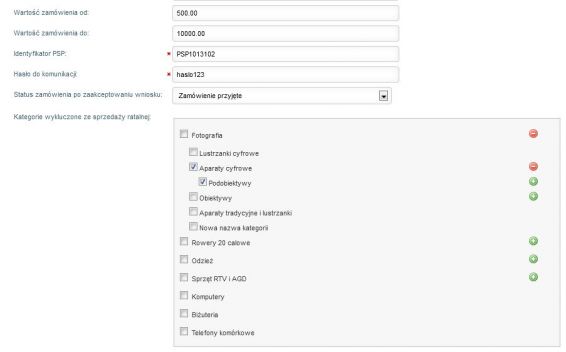 Wartość zamówienia od: 500.00
Wartość zamówienia do: 10000.00
Identyfikator PSP: * PSP1013102
Hasło do komunikacji: * haslo123
Status zamówienia po zaakceptowaniu wniosku: Zamówienie przyjęte
Kategorie wykluczone ze sprzedaży ratalnej:
Fotografia
Lustrzanki cyfrowe
Aparaty cyfrowe
Podobiektywy
Obiektywy
Aparaty tradycyjne i lustrzanki
Nowa nazwa kategorii
Rowery 20 calowe
Odzież
Sprzęt RTV i AGD
Komputery
Biżuteria
Telefony komórkowe